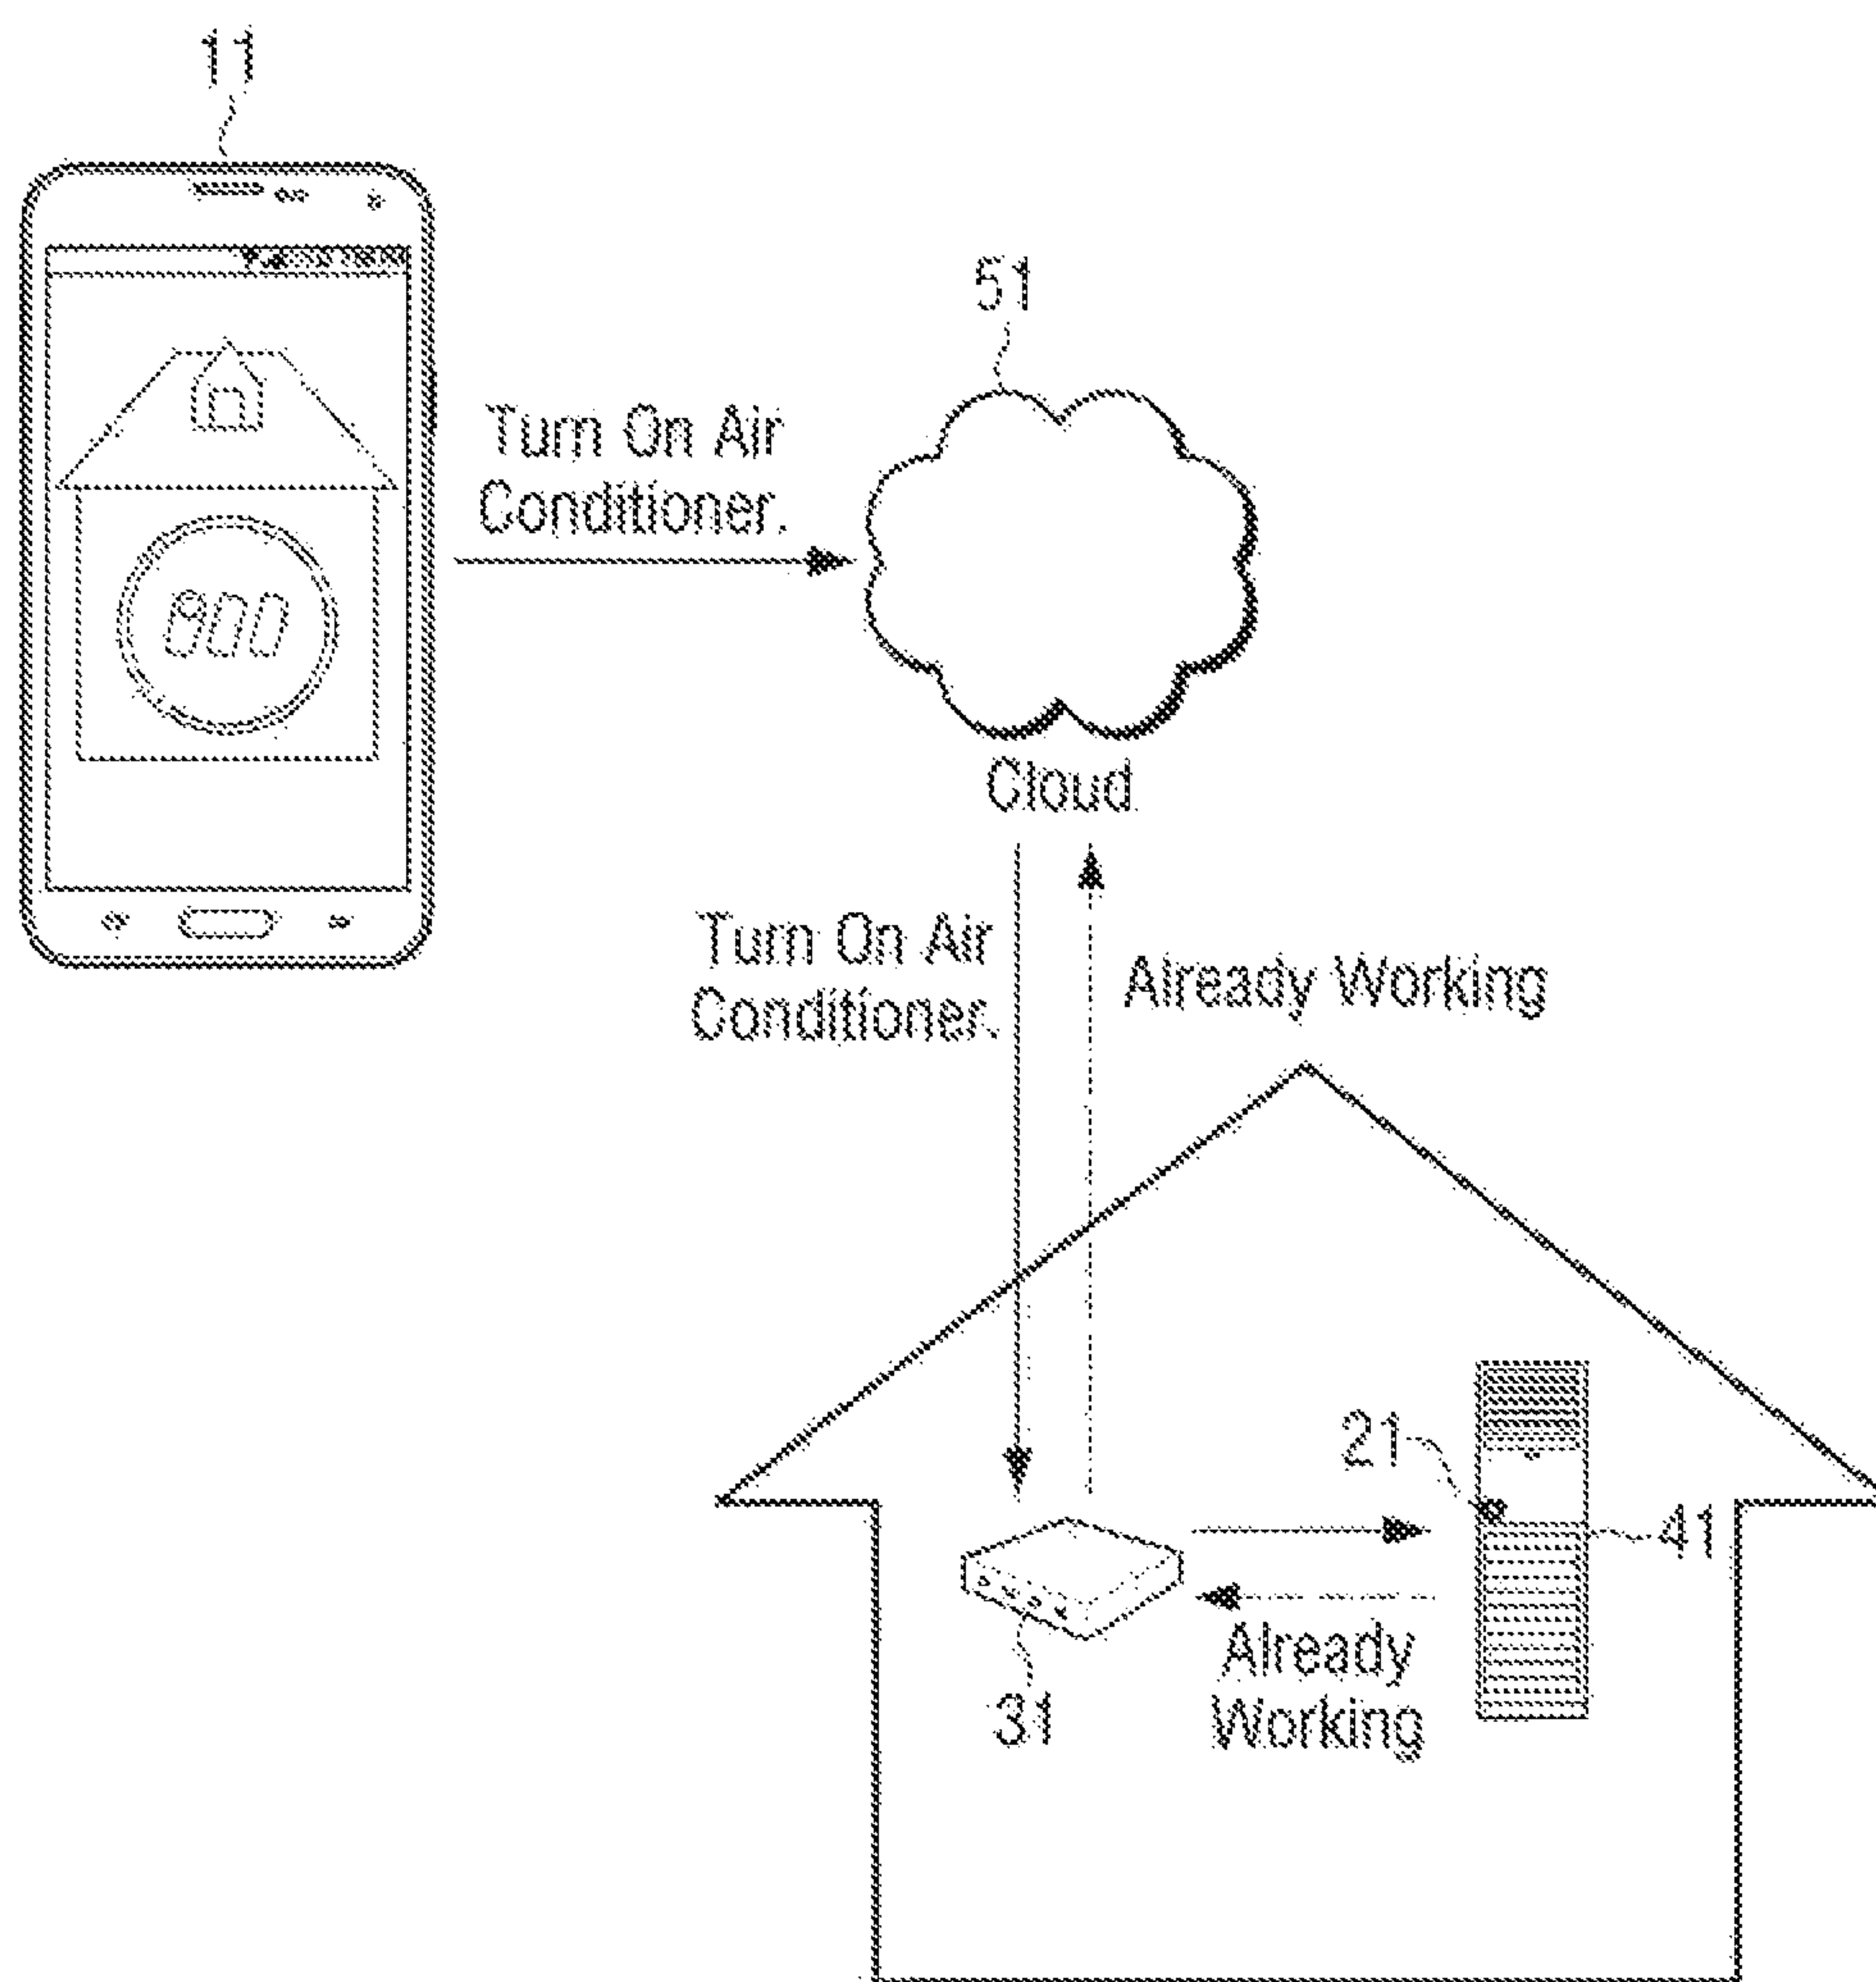 11
51
Turn On Air
Conditioner.
Cloud
Turn On Air
Conditioner.
Already Working
21
41
31
Already
Working